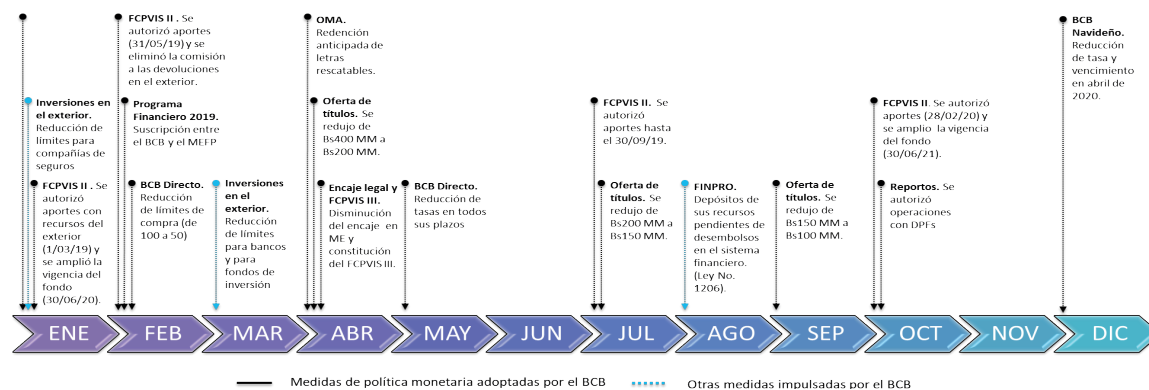 FCPVIS II . Se
autorizó aportes
(31/05/19) y se
eliminó la comisión
a las devoluciones
en el exterior.
OMA.
Redención
anticipada de
letras
rescatables.
BCB
Navideño.
Reducción
de tasa y
vencimiento
en abril de
2020.
Inversiones en
el exterior.
Reducción de
límites para
compañías de
seguros
Programa
Financiero 2019.
Suscripción entre
el BCB y el MEFP
Oferta de
títulos. Se
redujo de
Bs400 MM a
Bs200 MM.
FCPVIS II. Se
autorizó
aportes hasta
el 30/09/19.
FCPVIS II. Se autorizó
aportes (28/02/20) y
se amplio la vigencia
del fondo
(30/06/21).
FCPVIS II . Se
autorizó
aportes con
recursos del
exterior
(1/03/19) y
se amplió la
vigencia del
fondo
(30/06/20).
BCB Directo.
Reducción
de límites de
compra (de
100 a 50)
Inversiones
en el
exterior.
Reducción
de límites
para bancos
y para
fondos de
inversión
Encaje legal y
FCPVIS III.
Disminución
del encaje en
ME y
constitución
del FCPVIS III.
BCB Directo.
Reducción de
tasas en todos
sus plazos
Oferta de
títulos. Se
redujo de
Bs200 MM a
Bs150 MM.
FINPRO.
Depósitos de
sus recursos
pendientes de
desembolsos
en el sistema
financiero.
(Ley No.
1206).
Oferta de
títulos. Se
redujo de
Bs150 MM a
Bs100 MM.
Reportos. Se
autorizó
operaciones
con DPFs
ENE
FEB
MAR
ABR
MAY
JUN
JUL
AGO
SEP
OCT
NOV
DIC
Medidas de política monetaria adoptadas por el BCB
Otras medidas impulsadas por el BCB